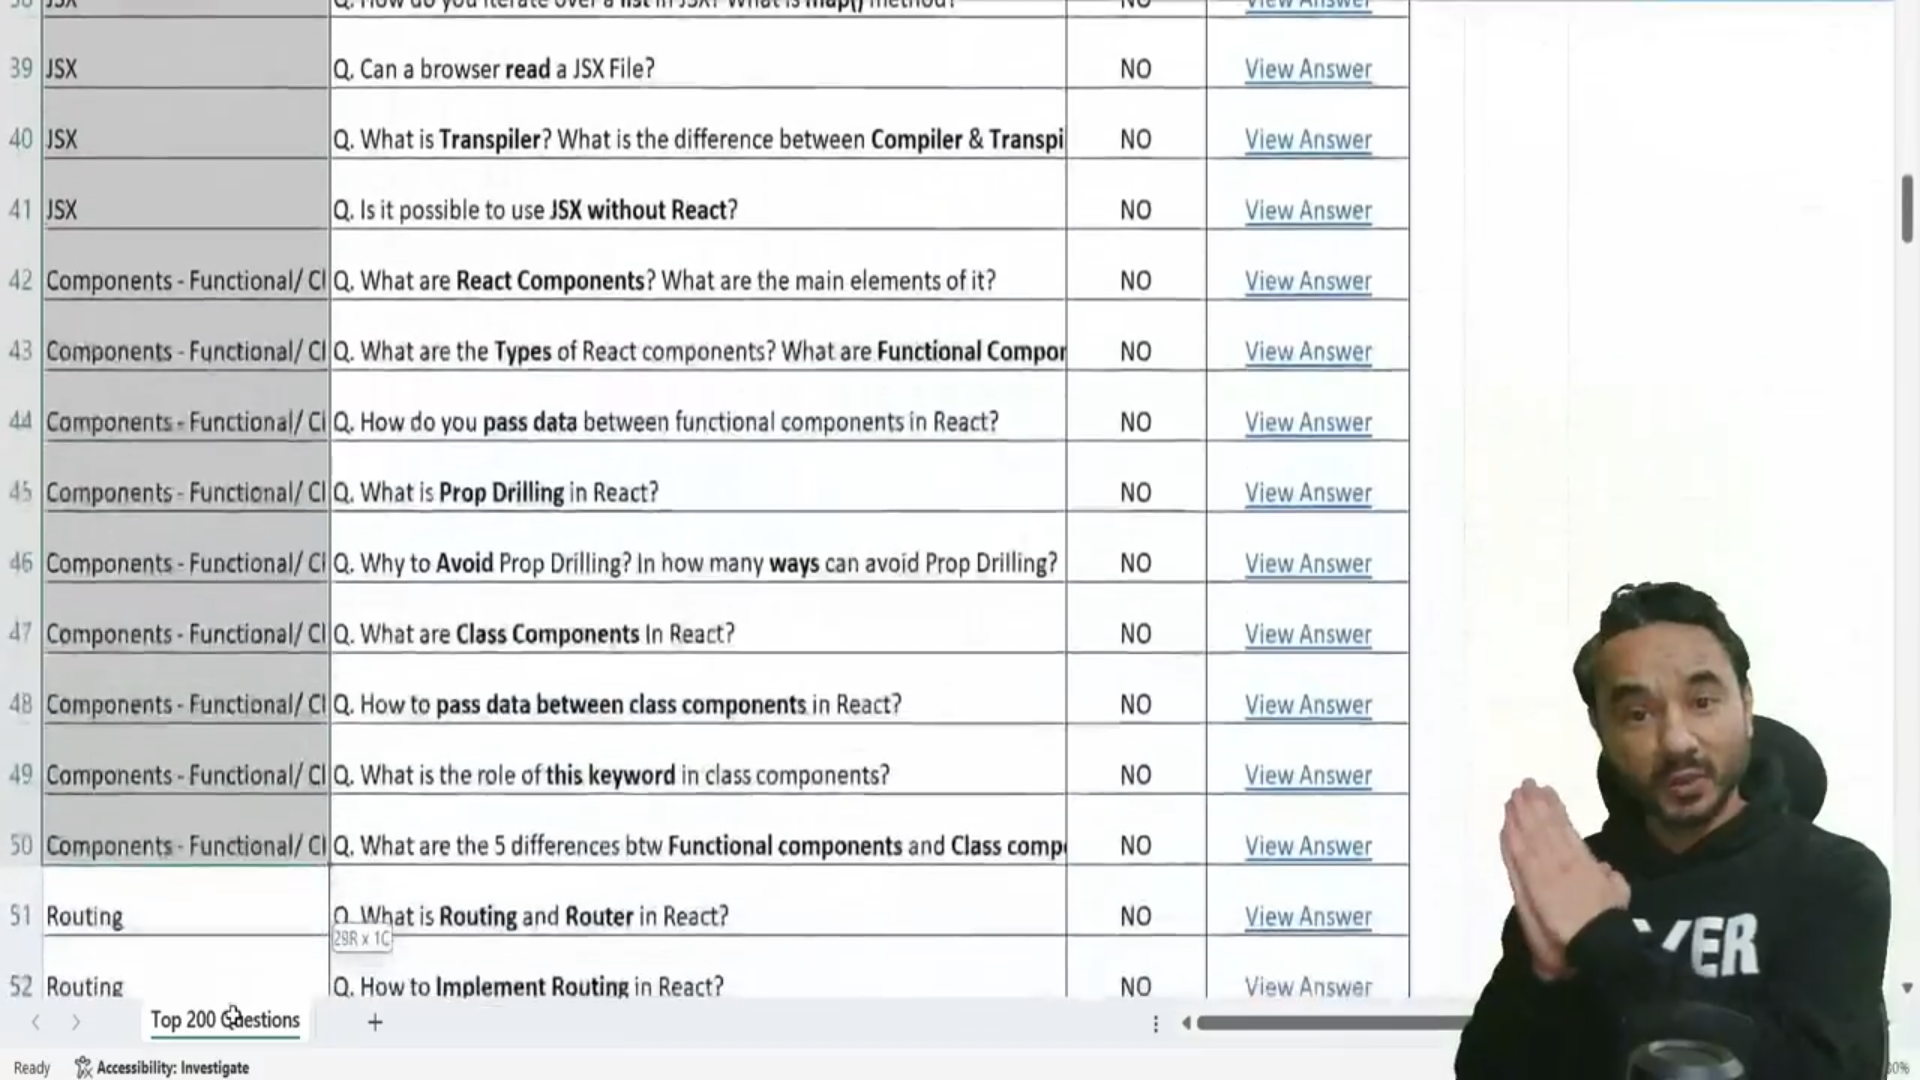 38 JSX Q. How do you iterate over a list in JSX? What is map() method? NO View Answer
39 JSX Q. Can a browser read a JSX File? NO View Answer
40 JSX Q. What is Transpiler? What is the difference between Compiler & Transpi NO View Answer
41 JSX Q. Is it possible to use JSX without React? NO View Answer
42 Components - Functional/ Cl Q. What are React Components? What are the main elements of it? NO View Answer
43 Components - Functional/ Cl Q. What are the Types of React components? What are Functional Compor NO View Answer
44 Components - Functional/ Cl Q. How do you pass data between functional components in React? NO View Answer
45 Components - Functional/ Cl Q. What is Prop Drilling in React? NO View Answer
46 Components - Functional/ Cl Q. Why to Avoid Prop Drilling? In how many ways can avoid Prop Drilling? NO View Answer
47 Components - Functional/ Cl Q. What are Class Components In React? NO View Answer
48 Components - Functional/ Cl Q. How to pass data between class components in React? NO View Answer
49 Components - Functional/ Cl Q. What is the role of this keyword in class components? NO View Answer
50 Components - Functional/ Cl Q. What are the 5 differences btw Functional components and Class comp NO View Answer
51 Routing Q. What is Routing and Router in React? NO View Answer
29R x 1C
52 Routing Q. How to Implement Routing in React? NO View Answer
Top 200 Questions +
Ready Accessibility: Investigate
VER